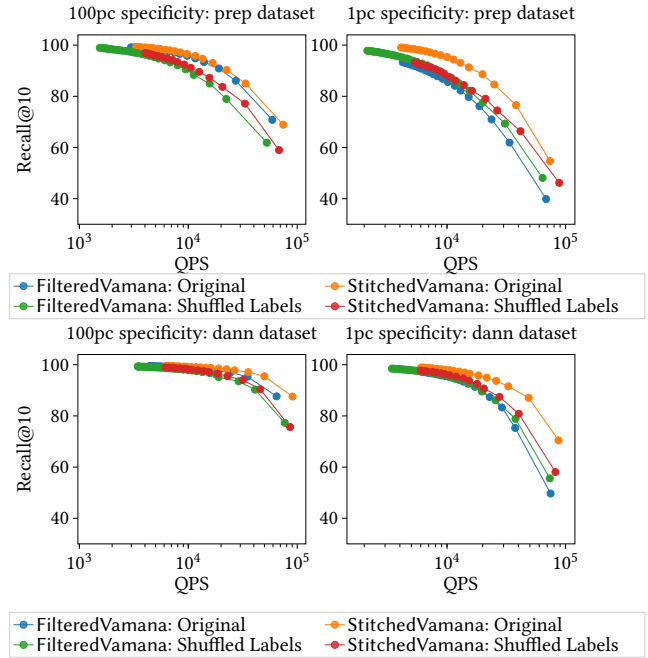 100pc specificity: prep dataset 1pc specificity: prep dataset
100
80
60
40
Recall@10
10³ 10⁴ 10⁵ 10⁴ 10⁵
QPS QPS
FilteredVamana: Original StitchedVamana: Original
FilteredVamana: Shuffled Labels StitchedVamana: Shuffled Labels
100pc specificity: dann dataset 1pc specificity: dann dataset
100
80
60
40
Recall@10
10³ 10⁴ 10⁵ 10⁴ 10⁵
QPS QPS
FilteredVamana: Original StitchedVamana: Original
FilteredVamana: Shuffled Labels StitchedVamana: Shuffled Labels